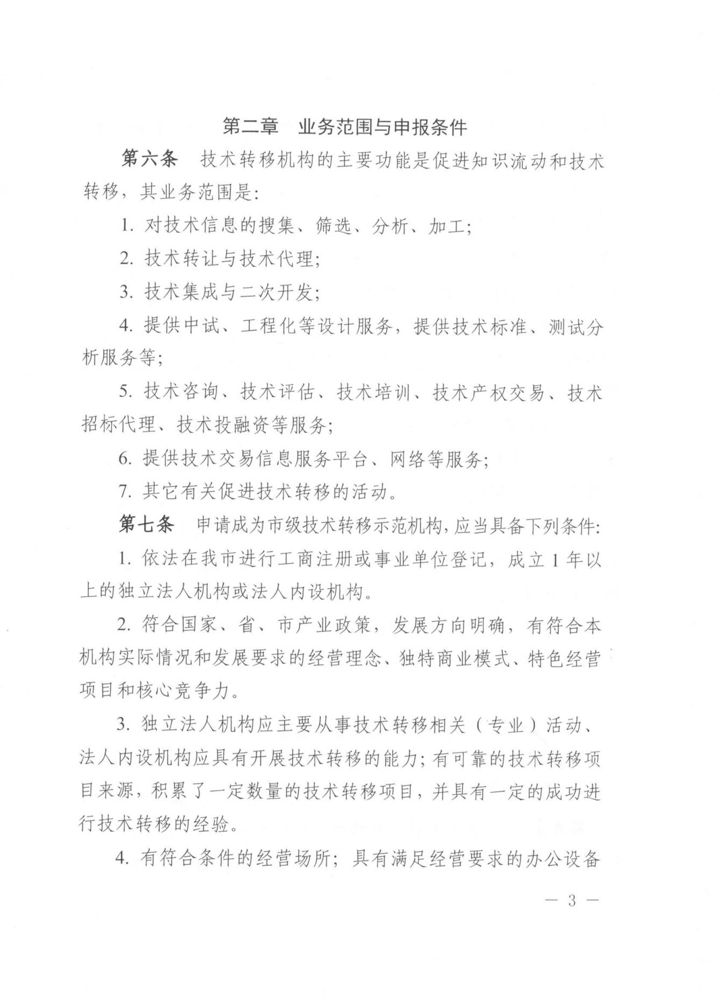 第二章　业务范围与申报条件
第六条　技术转移机构的主要功能是促进知识流动和技术
转移，其业务范围是：
1. 对技术信息的搜集、筛选、分析、加工；
2. 技术转让与技术代理；
3. 技术集成与二次开发；
4. 提供中试、工程化等设计服务，提供技术标准、测试分
析服务等；
5. 技术咨询、技术评估、技术培训、技术产权交易、技术
招标代理、技术投融资等服务；
6. 提供技术交易信息服务平台、网络等服务；
7. 其它有关促进技术转移的活动。
第七条　申请成为市级技术转移示范机构，应当具备下列条件：
1. 依法在我市进行工商注册或事业单位登记，成立 1 年以
上的独立法人机构或法人内设机构。
2. 符合国家、省、市产业政策，发展方向明确，有符合本
机构实际情况和发展要求的经营理念、独特商业模式、特色经营
项目和核心竞争力。
3. 独立法人机构应主要从事技术转移相关（专业）活动、
法人内设机构应具有开展技术转移的能力；有可靠的技术转移项
目来源，积累了一定数量的技术转移项目，并具有一定的成功进
行技术转移的经验。
4. 有符合条件的经营场所；具有满足经营要求的办公设备
— 3 —